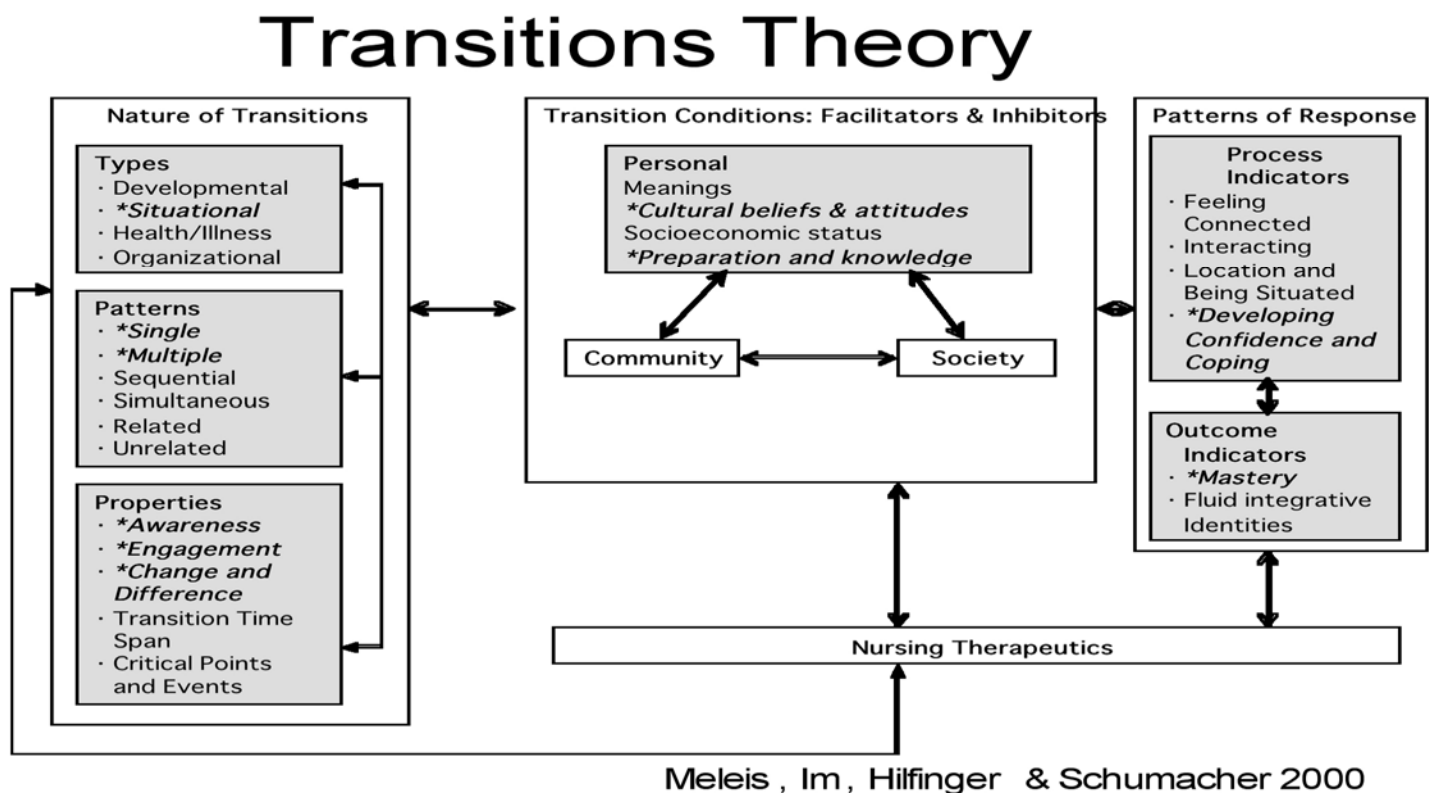 Transitions Theory
Nature of Transitions
Types
· Developmental
· *Situational
· Health/Illness
· Organizational
Patterns
· *Single
· *Multiple
· Sequential
· Simultaneous
· Related
· Unrelated
Properties
· *Awareness
· *Engagement
· *Change and
Difference
· Transition Time
Span
· Critical Points
and Events
Transition Conditions: Facilitators & Inhibitors
Personal
Meanings
*Cultural beliefs & attitudes
Socioeconomic status
*Preparation and knowledge
Community
Society
Patterns of Response
Process
Indicators
· Feeling
Connected
· Interacting
· Location and
Being Situated
· *Developing
Confidence and
Coping
Outcome
Indicators
· *Mastery
· Fluid integrative
Identities
Nursing Therapeutics
Meleis , Im , Hilfinger & Schumacher 2000